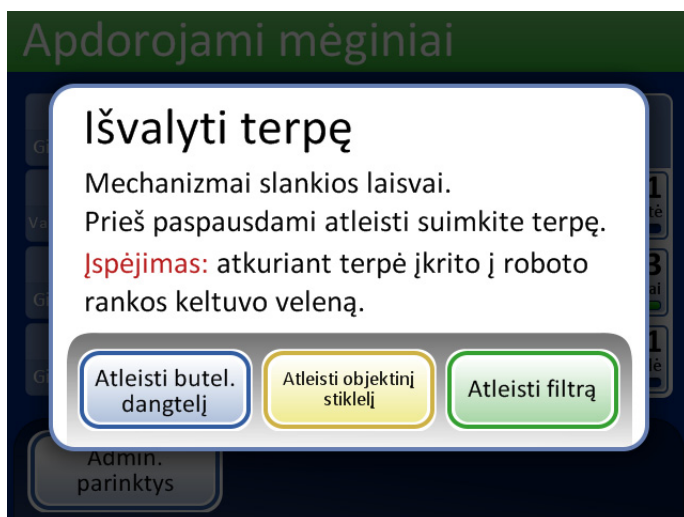 Apdorojami mėginiai
Išvalyti terpę
Mechanizmai slankios laisvai.
Prieš paspausdami atleisti suimkite terpę.
Įspėjimas: atkuriant terpė įkrito į roboto
rankos keltuvo veleną.
Atleisti butel.
dangtelį
Atleisti objektinį
stiklelį
Atleisti filtrą
Admin.
parinktys